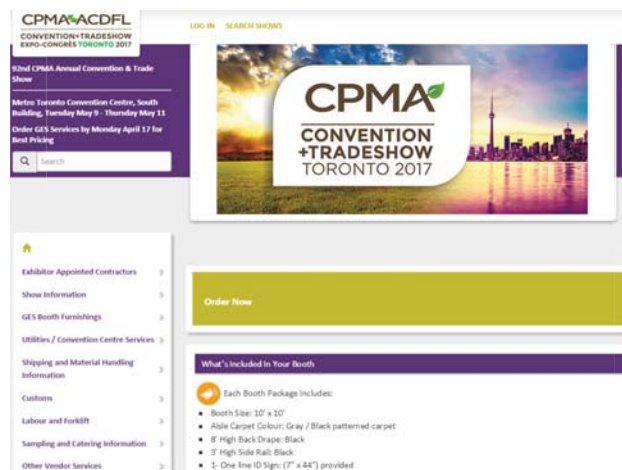 CPMA ACDFL
CONVENTION+TRADESHOW
EXPO-CONGRÈS TORONTO 2017
LOG IN SEARCH SHOWS
92nd CPMA Annual Convention & Trade
Show
Metro Toronto Convention Centre, South
Building, Tuesday May 9 - Thursday May
11
Order GES Services by Monday April 17 for
Best Pricing
Search
CPMA
CONVENTION
+TRADESHOW
TORONTO 2017
Exhibitor Appointed Contractors
Show Information
GES Booth Furnishings
Utilities / Convention Centre Services
Shipping and Material Handling
Information
Customs
Labour and Forklift
Sampling and Catering Information
Other Vendor Services
Order Now
What's Included In Your Booth
Each Booth Package Includes:
Booth Size: 10' x 10'
Aisle Carpet Colour: Gray / Black patterned carpet
8' High Back Drape: Black
3' High Side Rail: Black
1- One line ID Sign: (7" x 44") provided